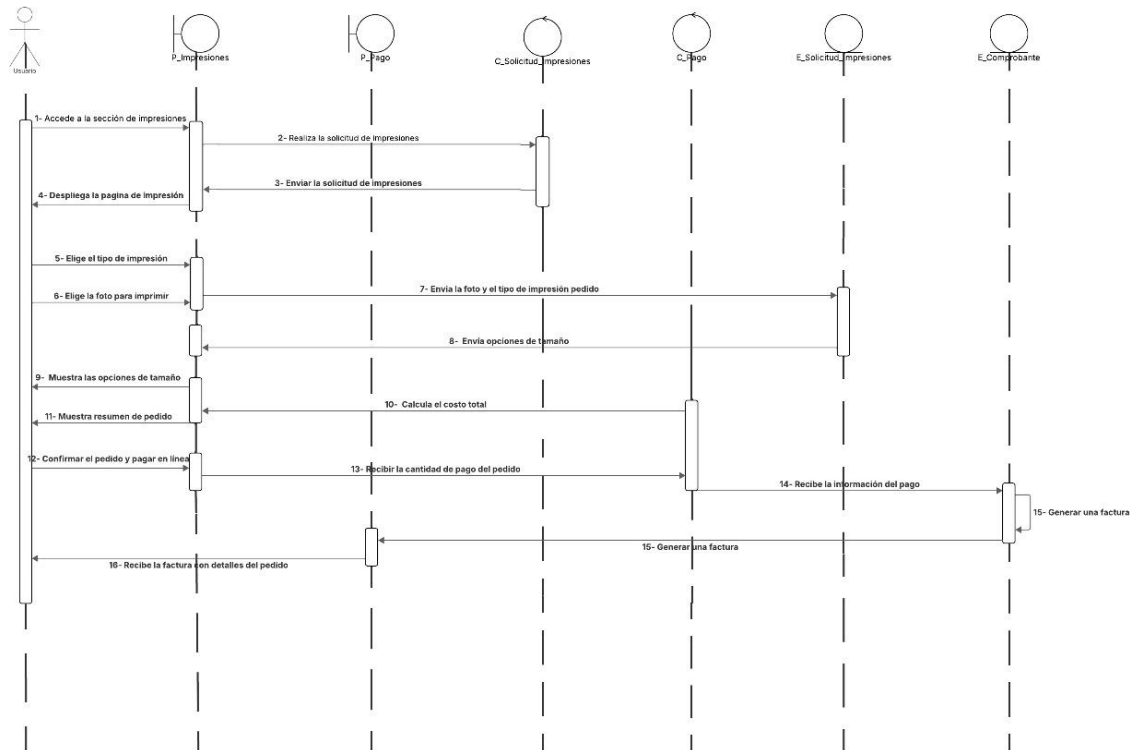 Usuario
P_Impresiones
P_Pago
C_Solicitud_Impresiones
C_Pago
E_Solicitud_Impresiones
E_Comprobante
1- Accede a la sección de impresiones
2- Realiza la solicitud de impresiones
3- Enviar la solicitud de impresiones
4- Despliega la pagina de impresión
5- Elige el tipo de impresión
6- Elige la foto para imprimir
7- Envia la foto y el tipo de impresión pedido
8- Envía opciones de tamaño
9- Muestra las opciones de tamaño
10- Calcula el costo total
11- Muestra resumen de pedido
12- Confirmar el pedido y pagar en línea
13- Recibir la cantidad de pago del pedido
14- Recibe la información del pago
15- Generar una factura
15- Generar una factura
16- Recibe la factura con detalles del pedido